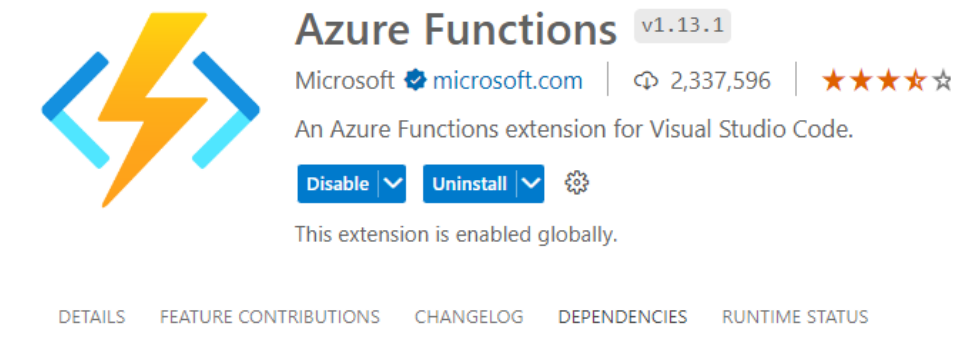 Azure Functions v1.13.1
Microsoft microsoft.com 2,337,596
An Azure Functions extension for Visual Studio Code.
Disable Uninstall
This extension is enabled globally.
DETAILS FEATURE CONTRIBUTIONS CHANGELOG DEPENDENCIES RUNTIME STATUS